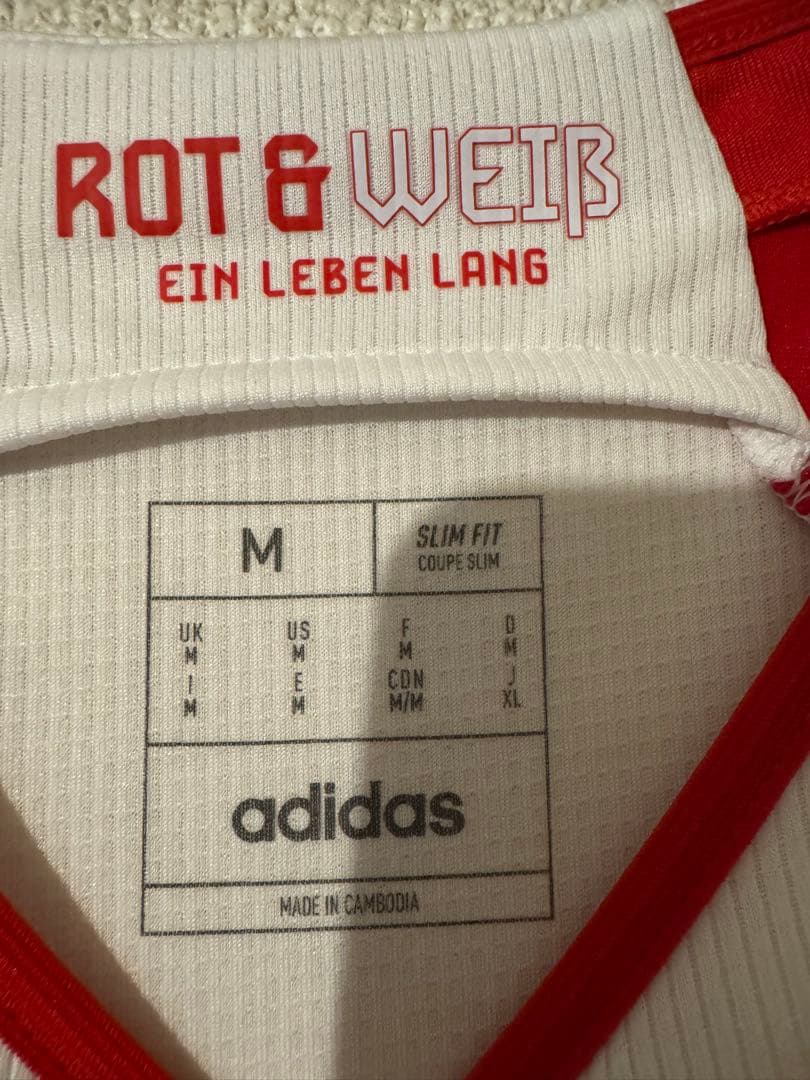 ROT & WEIß
EIN LEBEN LANG
M
SLIM FIT
COUPE SLIM
UK US F D
M M M M
I E CDN J
M M M/M XL
adidas
MADE IN CAMBODIA